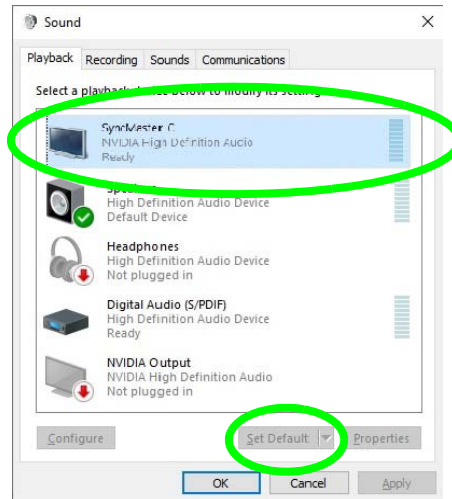 Sound
Playback Recording Sounds Communications
Select a playback device below to modify its
SyncMaster C
NVIDIA High Definition Audio
Ready
Speakers
High Definition Audio Device
Default Device
Headphones
High Definition Audio Device
Not plugged in
Digital Audio (S/PDIF)
High Definition Audio Device
Ready
NVIDIA Output
NVIDIA High Definition Audio
Not plugged in
Configure Set Default Properties
OK Cancel Apply